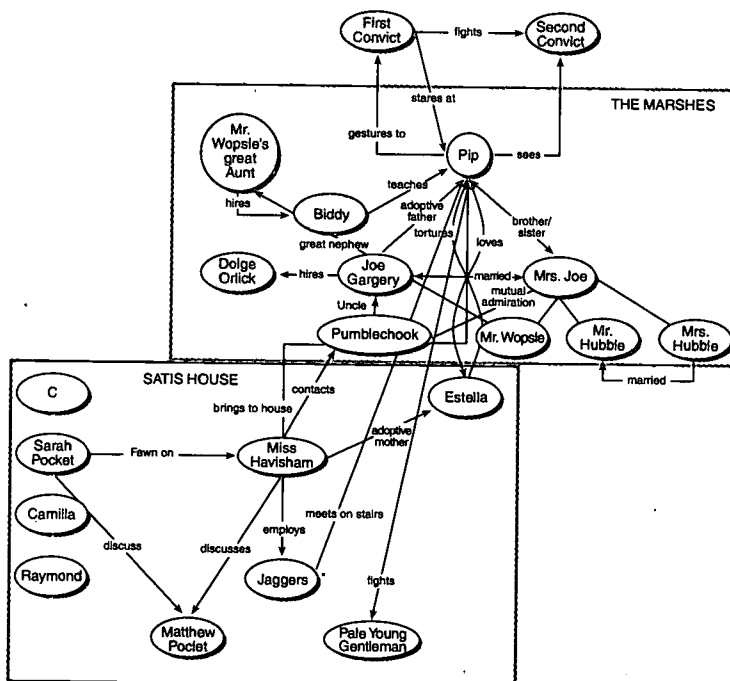 First
Convict
fights
Second
Convict
stares at
THE MARSHES
gestures to
Mr.
Wopsle's
great
Aunt
Pip
sees
teaches
hires
Biddy
adoptive
father
tortures
loves
brother/
sister
great nephew
Dolge
Orlick
hires
Joe
Gargery
married
Mrs. Joe
mutual
admiration
Uncle
Pumblechook
Mr. Wopsle
Mr.
Hubble
Mrs.
Hubble
married
SATIS HOUSE
C
contacts
brings to house
Estella
Sarah
Pocket
Fawn on
Miss
Havisham
adoptive
mother
Camilla
discuss
discusses
employs
meets on stairs
Raymond
Jaggers
fights
Matthew
Poclet
Pale Young
Gentleman